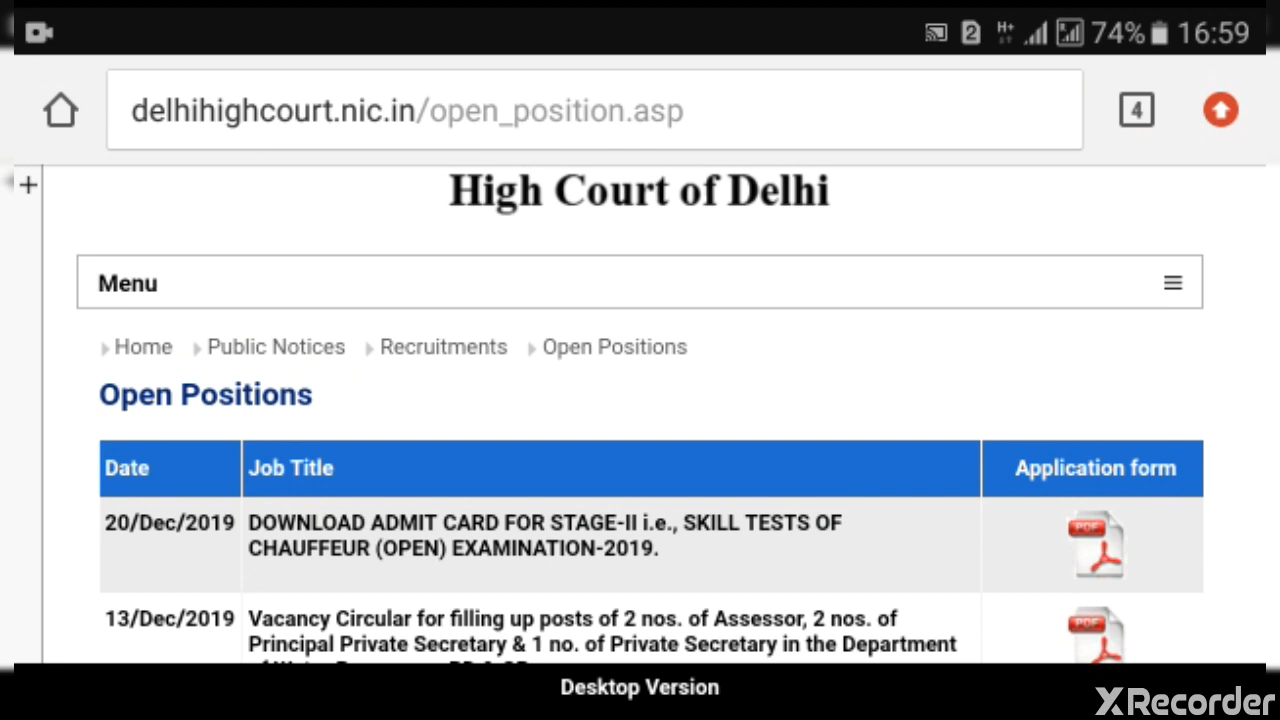 2 H+ 74% 16:59
delhihighcourt.nic.in/open_position.asp 4
+
High Court of Delhi
Menu
Home Public Notices Recruitments Open Positions
Open Positions
Date Job Title Application form
20/Dec/2019 DOWNLOAD ADMIT CARD FOR STAGE-II i.e., SKILL TESTS OF
CHAUFFEUR (OPEN) EXAMINATION-2019.
PDF
13/Dec/2019 Vacancy Circular for filling up posts of 2 nos. of Assessor, 2 nos. of
Principal Private Secretary & 1 no. of Private Secretary in the Department
PDF
Desktop Version
XRecorder